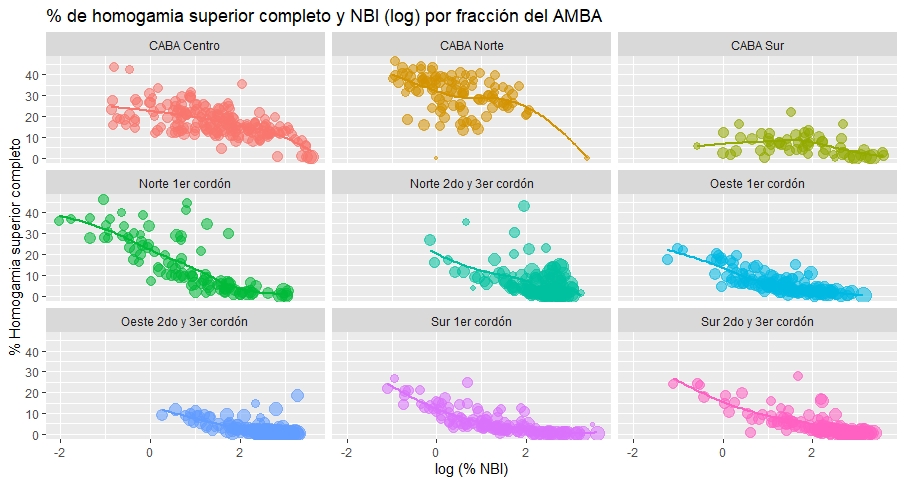 % de homogamia superior completo y NBI (log) por fracción del AMBA
CABA Centro
CABA Norte
CABA Sur
40
30
20
10
0
Norte 1er cordón
Norte 2do y 3er cordón
Oeste 1er cordón
40
30
20
10
0
Oeste 2do y 3er cordón
Sur 1er cordón
Sur 2do y 3er cordón
40
30
20
10
0
% Homogamia superior completo
-2 0 2
-2 0 2
-2 0 2
log (% NBI)